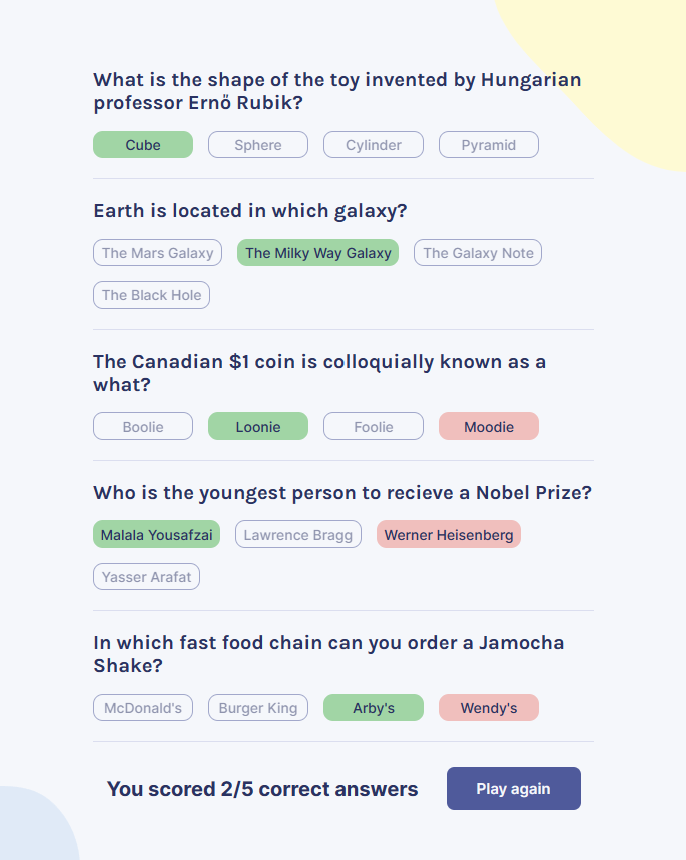 What is the shape of the toy invented by Hungarian
professor Ernő Rubik?
Cube Sphere Cylinder Pyramid
Earth is located in which galaxy?
The Mars Galaxy The Milky Way Galaxy The Galaxy Note
The Black Hole
The Canadian $1 coin is colloquially known as a
what?
Boolie Loonie Foolie Moodie
Who is the youngest person to recieve a Nobel Prize?
Malala Yousafzai Lawrence Bragg Werner Heisenberg
Yasser Arafat
In which fast food chain can you order a Jamocha
Shake?
McDonald's Burger King Arby's Wendy's
You scored 2/5 correct answers Play again